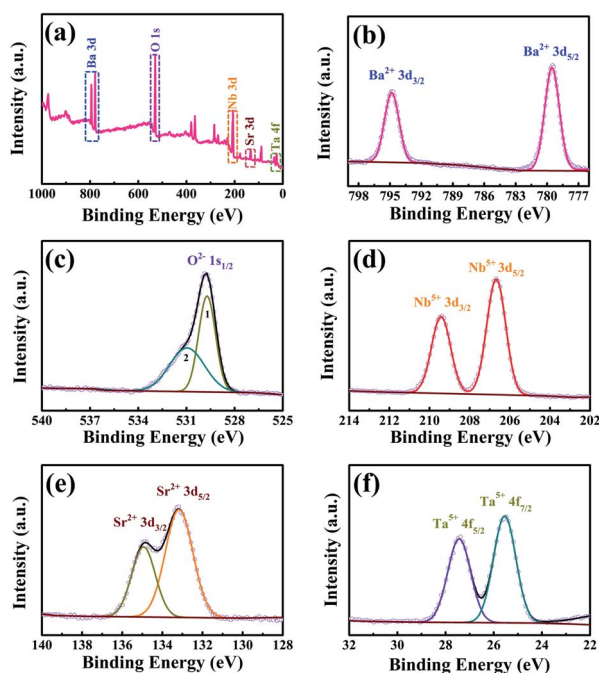 (a)
Ba 3d
O 1s
Nb 3d
Sr 3d
Ta 4f
Intensity (a.u.)
1000 800 600 400 200 0
Binding Energy (eV)
(b)
Ba²⁺ 3d₃/₂
Ba²⁺ 3d₅/₂
Intensity (a.u.)
798 795 792 789 786 783 780 777
Binding Energy (eV)
(c)
O²⁻ 1s₁/₂
1
2
Intensity (a.u.)
540 537 534 531 528 525
Binding Energy (eV)
(d)
Nb⁵⁺ 3d₃/₂
Nb⁵⁺ 3d₅/₂
Intensity (a.u.)
214 212 210 208 206 204 202
Binding Energy (eV)
(e)
Sr²⁺ 3d₃/₂
Sr²⁺ 3d₅/₂
Intensity (a.u.)
140 138 136 134 132 130 128
Binding Energy (eV)
(f)
Ta⁵⁺ 4f₅/₂
Ta⁵⁺ 4f₇/₂
Intensity (a.u.)
32 30 28 26 24 22
Binding Energy (eV)